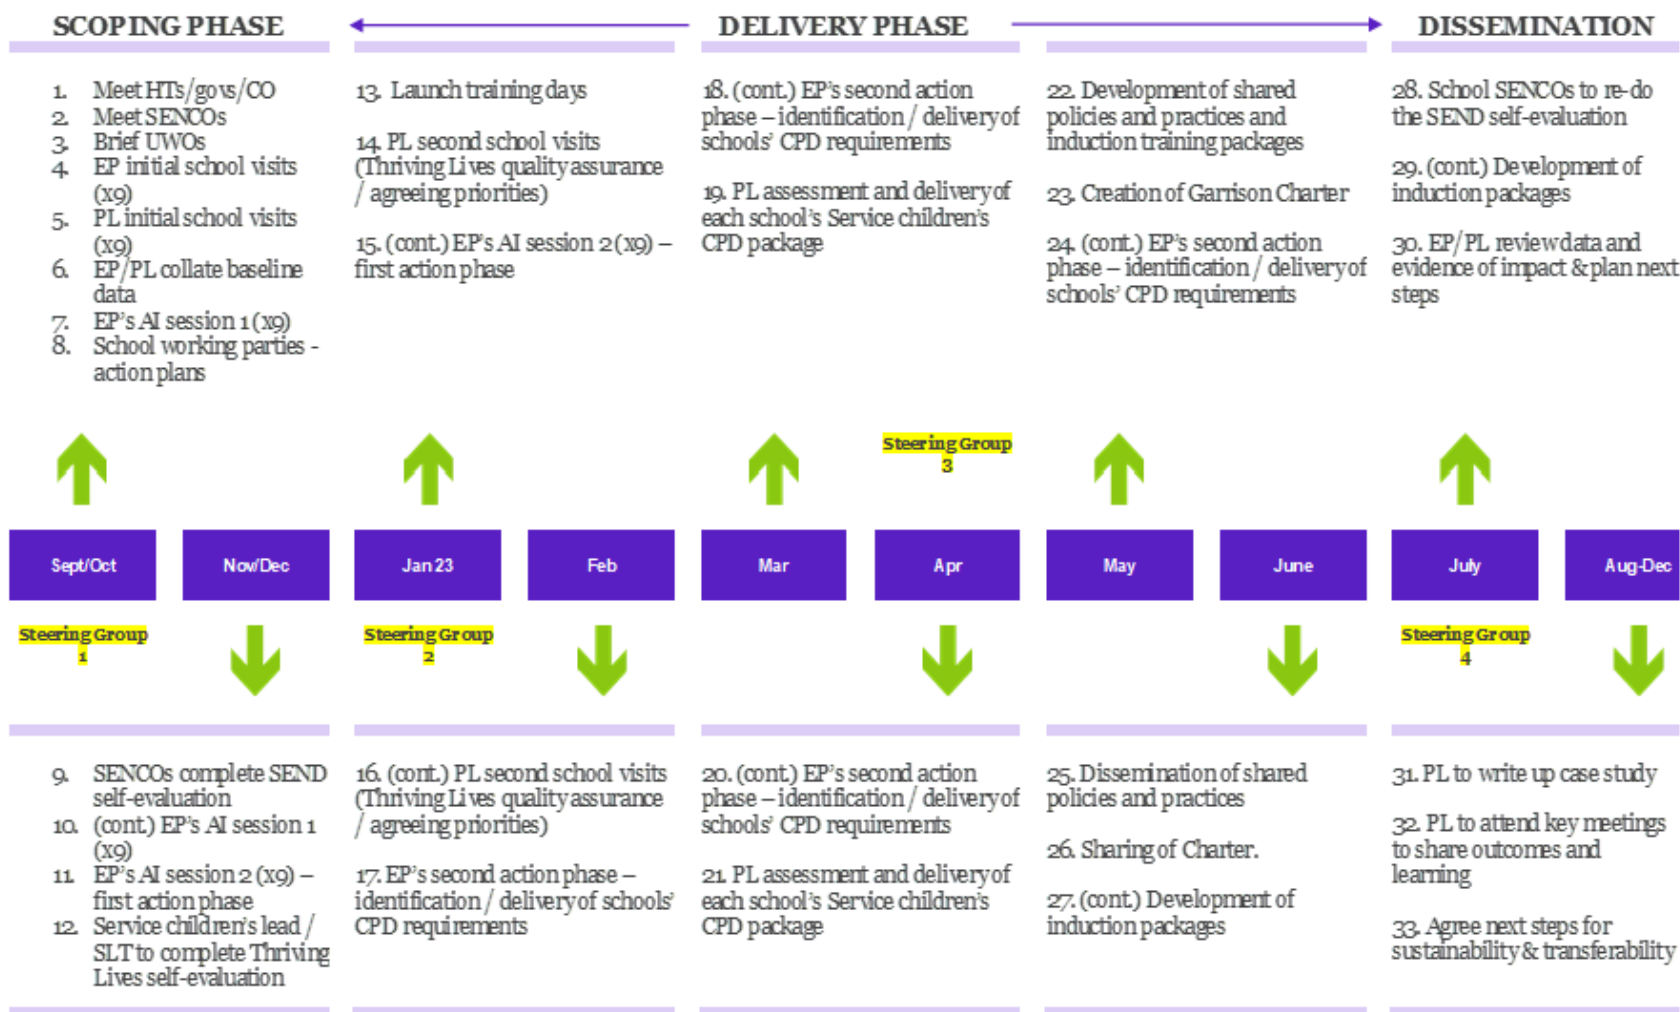 SCOPING PHASE
DELIVERY PHASE
DISSEMINATION
1. Meet HTs/govs/CO
2. Meet SENCOs
3. Brief UWOs
4. EP initial school visits
(x9)
5. PL initial school visits
(x9)
6. EP/PL collate baseline
data
7. EP's AI session 1 (x9)
8. School working parties -
action plans
13. Launch training days
14. PL second school visits
(Thriving Lives quality assurance
/ agreeing priorities)
15. (cont.) EP's AI session 2 (x9) –
first action phase
18. (cont.) EP's second action
phase – identification / delivery of
schools' CPD requirements
19. PL assessment and delivery of
each school's Service children's
CPD package
22. Development of shared
policies and practices and
induction training packages
23. Creation of Garrison Charter
24. (cont.) EP's second action
phase – identification / delivery of
schools' CPD requirements
28. School SENCOs to re-do
the SEND self-evaluation
29. (cont.) Development of
induction packages
30. EP/PL review data and
evidence of impact & plan next
steps
Steering Group
3
Sept/Oct
Nov/Dec
Jan 23
Feb
Mar
Apr
May
June
July
Aug-Dec
Steering Group
1
Steering Group
2
Steering Group
4
9. SENCOs complete SEND
self-evaluation
10. (cont.) EP's AI session 1
(x9)
11. EP's AI session 2 (x9) –
first action phase
12. Service children's lead /
SLT to complete Thriving
Lives self-evaluation
16. (cont.) PL second school visits
(Thriving Lives quality assurance
/ agreeing priorities)
17. EP's second action phase –
identification / delivery of schools'
CPD requirements
20. (cont.) EP's second action
phase – identification / delivery of
schools' CPD requirements
21. PL assessment and delivery of
each school's Service children's
CPD package
25. Dissemination of shared
policies and practices
26. Sharing of Charter.
27. (cont.) Development of
induction packages
31. PL to write up case study
32. PL to attend key meetings
to share outcomes and
learning
33. Agree next steps for
sustainability & transferability